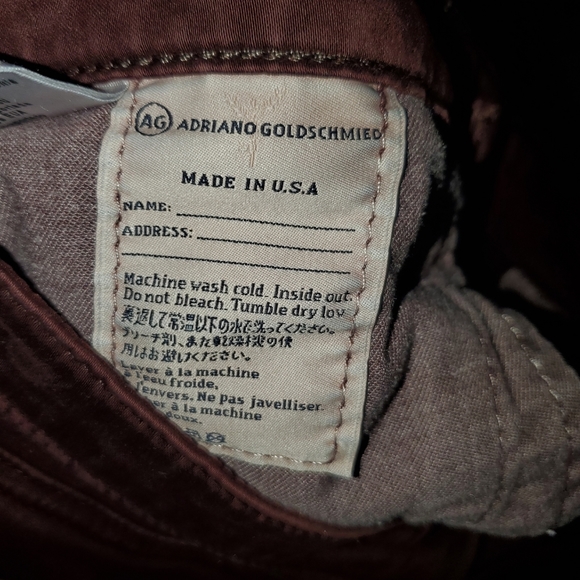 AG ADRIANO GOLDSCHMIED
MADE IN U.S.A
NAME:
ADDRESS:
Machine wash cold. Inside out.
Do not bleach. Tumble dry low
裏返して常温以下の水で洗ってください。
ブリーチ剤、また乾燥機の使
用はお避けください。
Laver à la machine
à l'eau froide,
l'envers. Ne pas javelliser.
à la machine
doux.